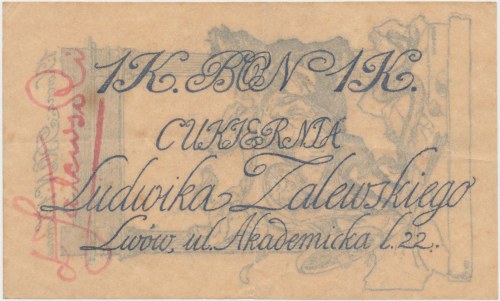 1K. BON 1K.
CUKIERNIA
Ludwika Zalewskiego
Lwów, ul. Akademicka l. 22.